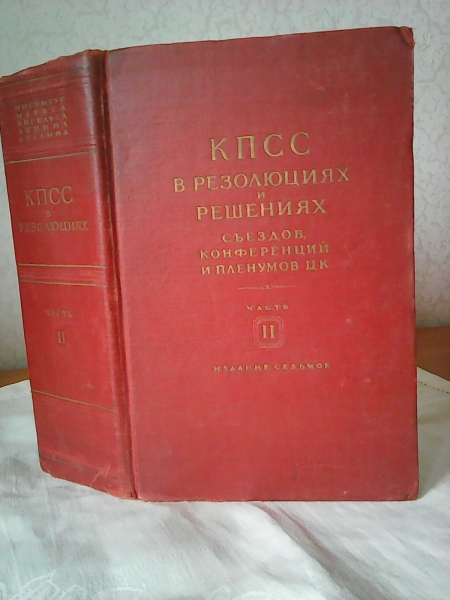 ИНСТИТУТ
МАРКСА
ЭНГЕЛЬСА
ЛЕНИНА
СТАЛИНА
КПСС
В
РЕЗОЛЮЦИЯХ
ЧАСТЬ
II
КПСС
В РЕЗОЛЮЦИЯХ
И
РЕШЕНИЯХ
СЪЕЗДОВ,
КОНФЕРЕНЦИЙ
И ПЛЕНУМОВ ЦК
ЧАСТЬ
II
ИЗДАНИЕ СЕДЬМОЕ